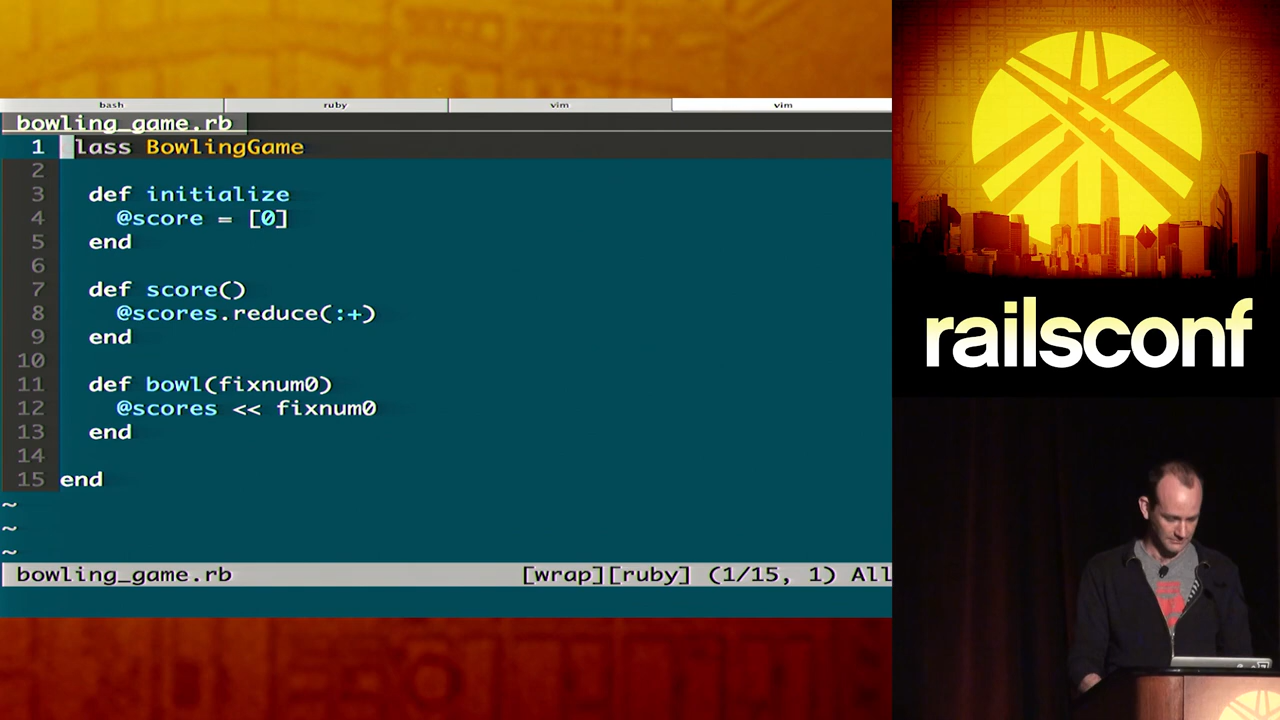 bash ruby vim vim
bowling_game.rb
1 class BowlingGame
2
3 def initialize
4 @score = [0]
5 end
6
7 def score()
8 @scores.reduce(:+)
9 end
10
11 def bowl(fixnum0)
12 @scores << fixnum0
13 end
14
15 end
~
~
~
bowling_game.rb [wrap][ruby] (1/15, 1) All
railsconf